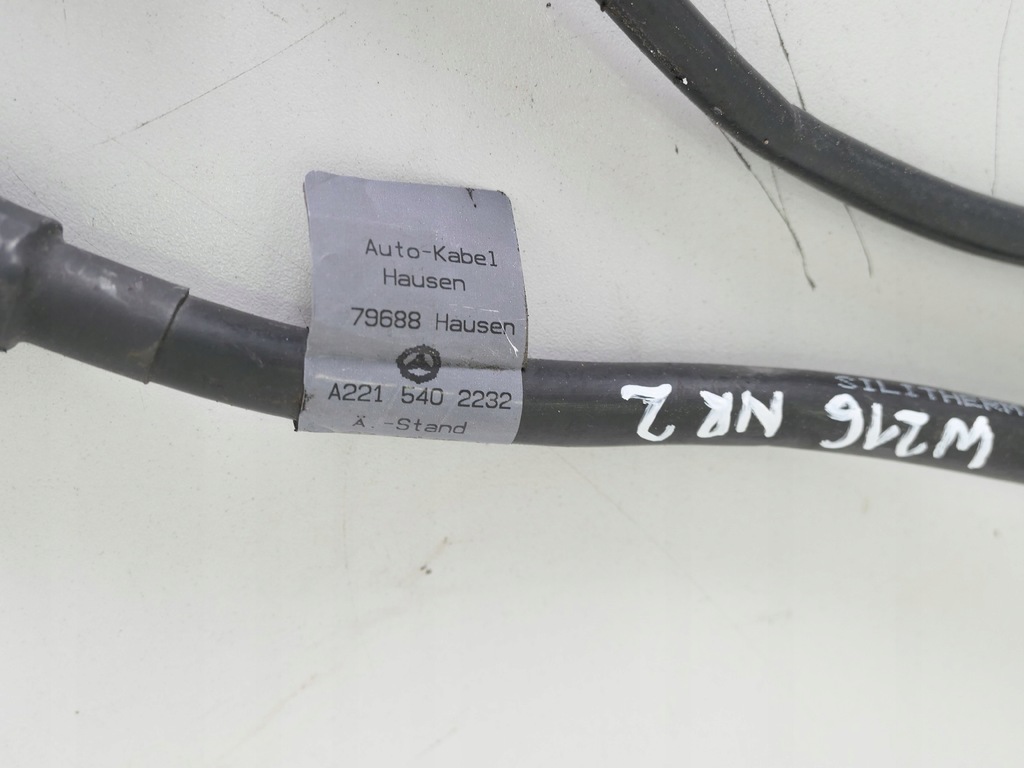 Auto-Kabel
Hausen
79688 Hausen
A221 540 2232
Ä.-Stand
SILITHERM
W216 NR 2